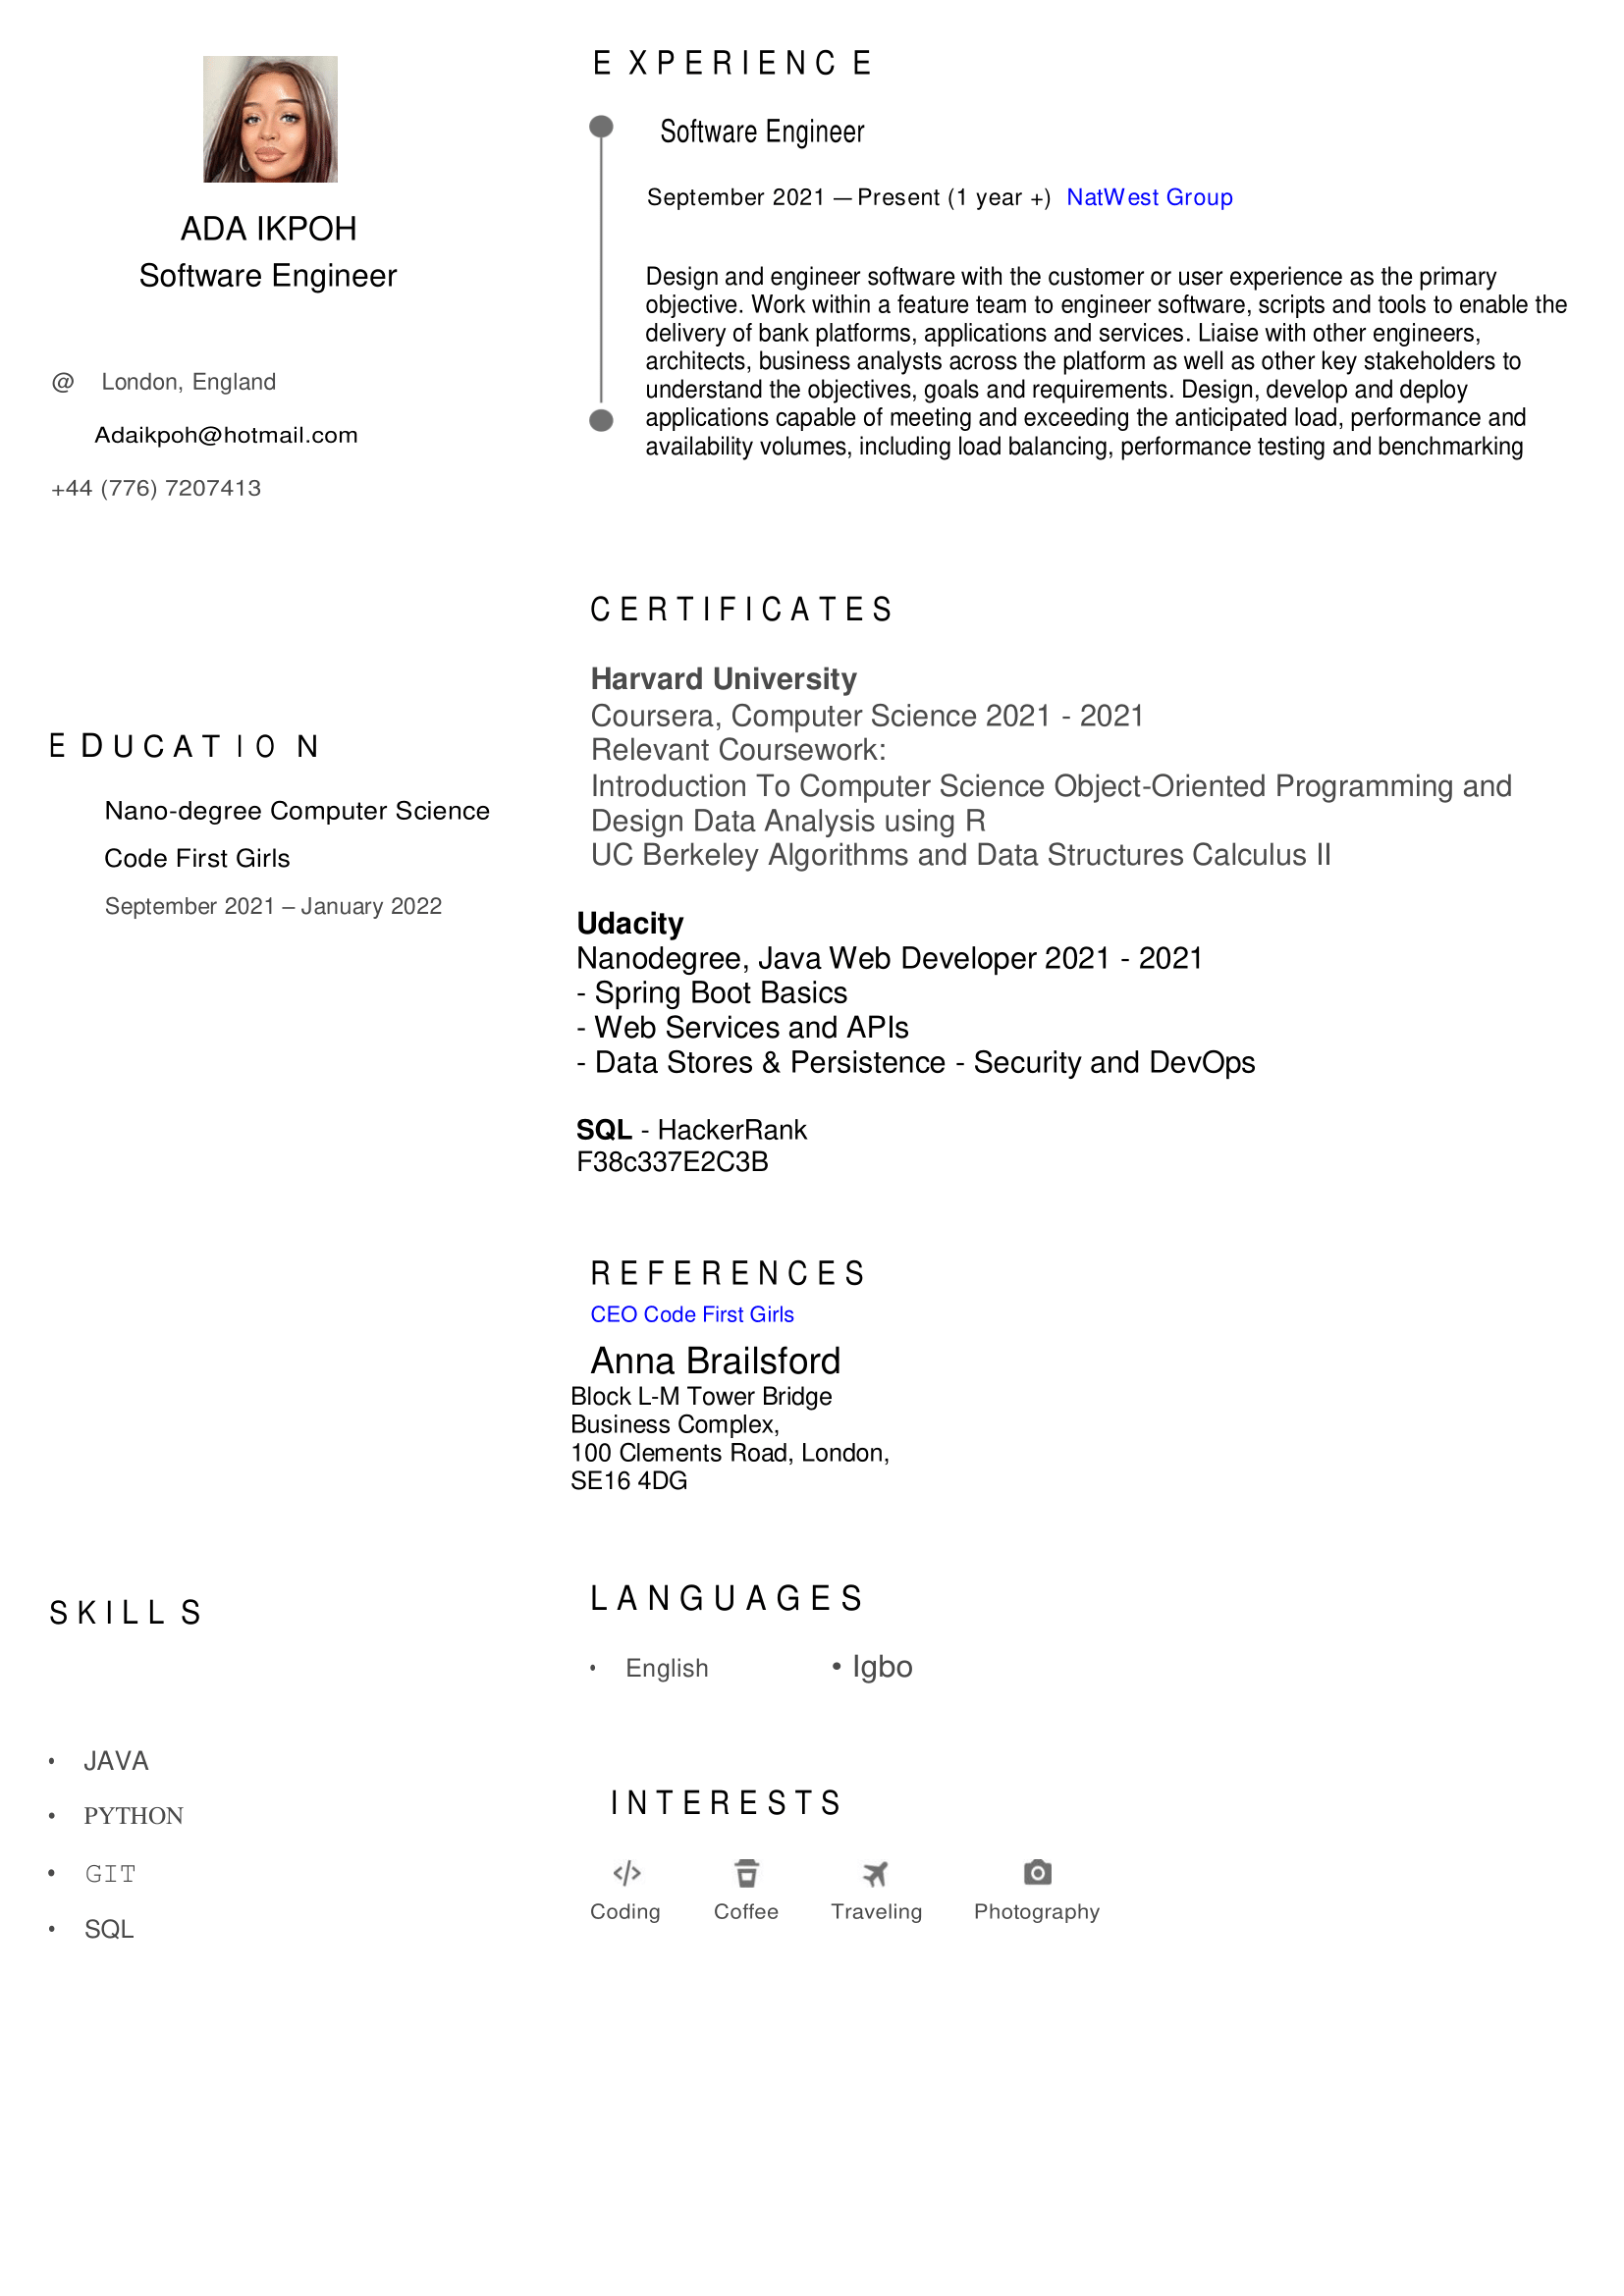 ADA IKPOH
Software Engineer
@ London, England
Adaikpoh@hotmail.com
+44 (776) 7207413
EDUCATION
Nano-degree Computer Science
Code First Girls
September 2021 – January 2022
SKILLS
• JAVA
• PYTHON
• GIT
• SQL
EXPERIENCE
Software Engineer
September 2021 — Present (1 year +) NatWest Group
Design and engineer software with the customer or user experience as the primary
objective. Work within a feature team to engineer software, scripts and tools to enable the
delivery of bank platforms, applications and services. Liaise with other engineers,
architects, business analysts across the platform as well as other key stakeholders to
understand the objectives, goals and requirements. Design, develop and deploy
applications capable of meeting and exceeding the anticipated load, performance and
availability volumes, including load balancing, performance testing and benchmarking
CERTIFICATES
Harvard University
Coursera, Computer Science 2021 - 2021
Relevant Coursework:
Introduction To Computer Science Object-Oriented Programming and
Design Data Analysis using R
UC Berkeley Algorithms and Data Structures Calculus II
Udacity
Nanodegree, Java Web Developer 2021 - 2021
- Spring Boot Basics
- Web Services and APIs
- Data Stores & Persistence - Security and DevOps
SQL - HackerRank
F38c337E2C3B
REFERENCES
CEO Code First Girls
Anna Brailsford
Block L-M Tower Bridge
Business Complex,
100 Clements Road, London,
SE16 4DG
LANGUAGES
• English • Igbo
INTERESTS
Coding Coffee Traveling Photography